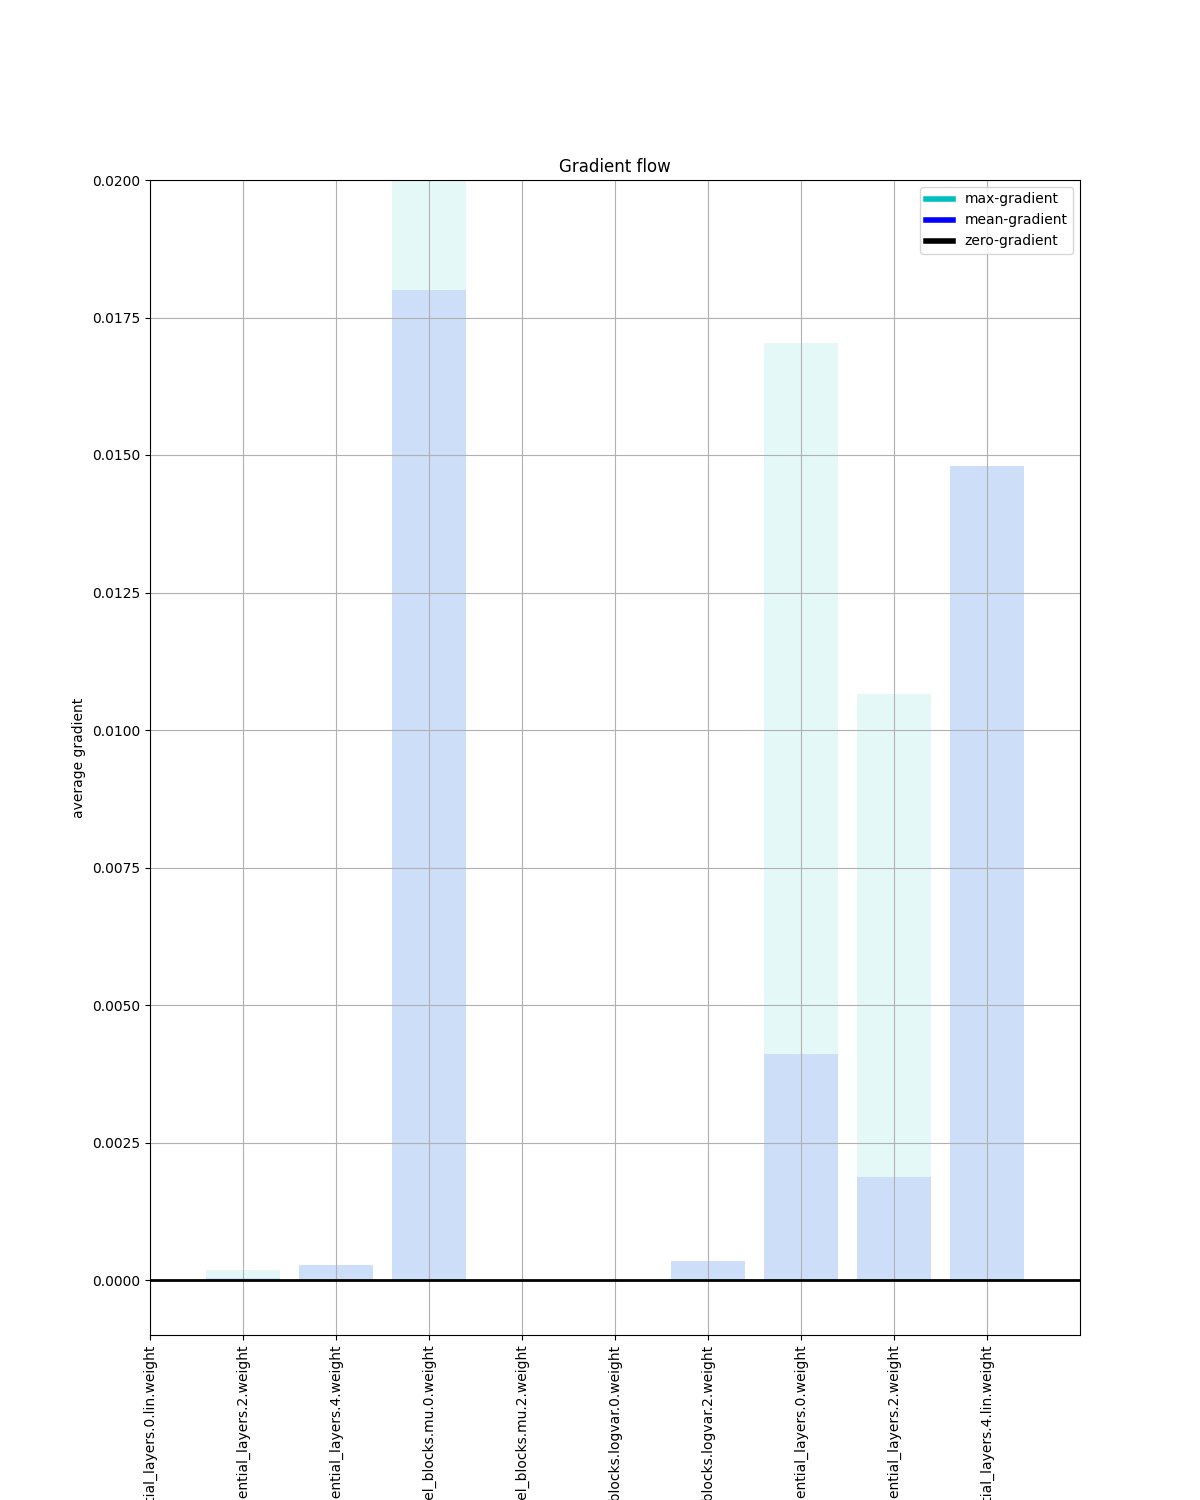 Gradient flow
max-gradient
mean-gradient
zero-gradient
0.0200
0.0175
0.0150
0.0125
0.0100
0.0075
0.0050
0.0025
0.0000
average gradient
tial_layers.0.lin.weight
ential_layers.2.weight
ential_layers.4.weight
el_blocks.mu.0.weight
el_blocks.mu.2.weight
blocks.logvar.0.weight
blocks.logvar.2.weight
ential_layers.0.weight
ential_layers.2.weight
tial_layers.4.lin.weight